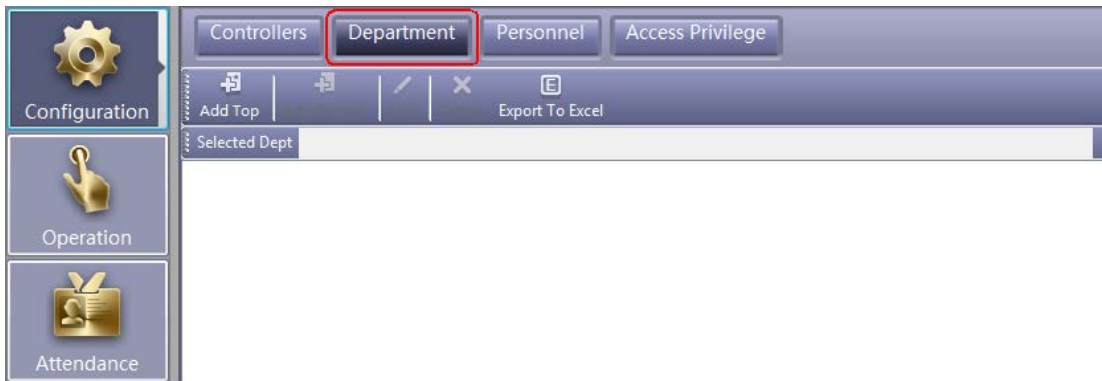 Controllers Department Personnel Access Privilege
Add Top Export To Excel
Selected Dept
Configuration
Operation
Attendance